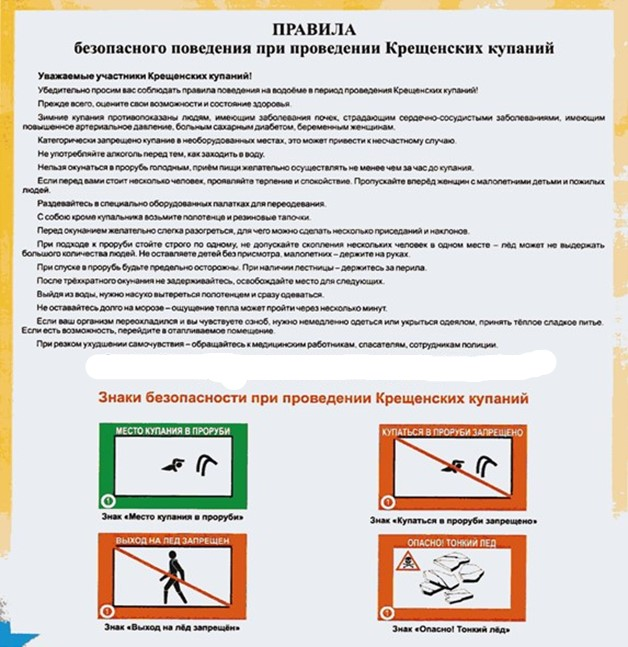 ПРАВИЛА
безопасного поведения при проведении Крещенских купаний
Уважаемые участники Крещенских купаний!
Убедительно просим вас соблюдать правила поведения на водоёме в период проведения Крещенских купаний!
Прежде всего, оцените свои возможности и состояние здоровья.
Зимние купания противопоказаны людям, имеющим заболевания почек, страдающим сердечно-сосудистыми заболеваниями, имеющим
повышенное артериальное давление, больным сахарным диабетом, беременным женщинам.
Категорически запрещено купание в необорудованных местах, это может привести к несчастному случаю.
Не употребляйте алкоголь перед тем, как заходить в воду.
Нельзя окунаться в прорубь голодным, приём пищи желательно осуществлять не менее чем за час до купания.
Если перед вами стоит несколько человек, проявляйте терпение и спокойствие. Пропускайте вперёд женщин с малолетними детьми и пожилых
людей.
Раздевайтесь в специально оборудованных палатках для переодевания.
С собою кроме купальника возьмите полотенце и резиновые тапочки.
Перед окунанием желательно слегка разогреться, для чего можно сделать несколько приседаний и наклонов.
При подходе к проруби стойте строго по одному, не допускайте скопления нескольких человек в одном месте – лёд может не выдержать
большого количества людей. Не оставляете детей без присмотра, малолетних – держите на руках.
При спуске в прорубь будьте предельно осторожны. При наличии лестницы – держитесь за перила.
После трёхкратного окунания не задерживайтесь, освобождайте место для следующих.
Выйдя из воды, нужно насухо вытереться полотенцем и сразу одеваться.
Не оставайтесь долго на морозе – ощущение тепла может пройти через несколько минут.
Если ваш организм переохладился и вы чувствуете озноб, нужно немедленно одеться или укрыться одеялом, принять тёплое сладкое питье.
Если есть возможность, перейдите в отапливаемое помещение.
При резком ухудшении самочувствия – обращайтесь к медицинским работникам, спасателям, сотрудникам полиции.
Знаки безопасности при проведении Крещенских купаний
МЕСТО КУПАНИЯ В ПРОРУБИ
КУПАТЬСЯ В ПРОРУБИ ЗАПРЕЩЕНО
Знак «Место купания в проруби»
Знак «Купаться в проруби запрещено»
ВЫХОД НА ЛЕД ЗАПРЕЩЕН
ОПАСНО! ТОНКИЙ ЛЕД
Знак «Выход на лёд запрещён»
Знак «Опасно! Тонкий лёд»